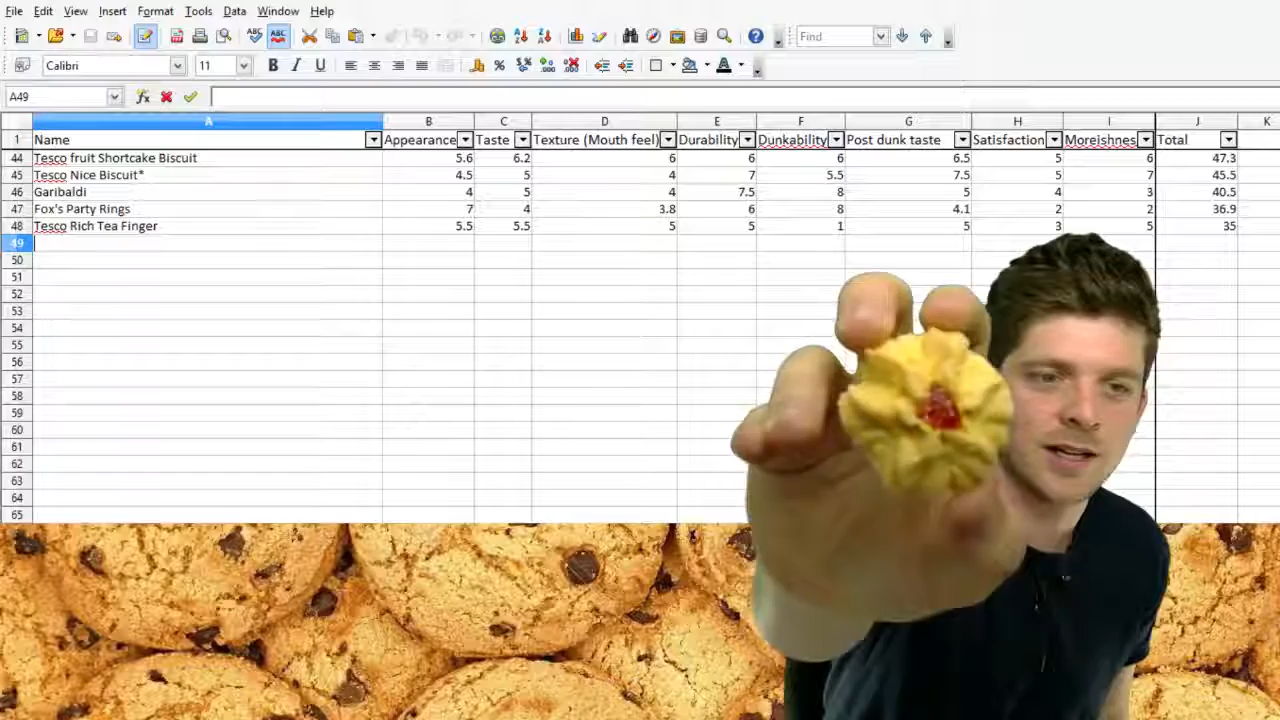 File Edit View Insert Format Tools Data Window Help
Find
Calibri 11 B I U
A49
A B C D E F G H I J K
1 Name Appearance Taste Texture (Mouth feel) Durability Dunkability Post dunk taste Satisfaction Moreishnes Total
44 Tesco fruit Shortcake Biscuit 5.6 6.2 6 6 6 6.5 5 6 47.3
45 Tesco Nice Biscuit* 4.5 5 4 7 5.5 7.5 5 7 45.5
46 Garibaldi 4 5 4 7.5 8 5 4 3 40.5
47 Fox's Party Rings 7 4 3.8 6 8 4.1 2 2 36.9
48 Tesco Rich Tea Finger 5.5 5.5 5 5 1 5 3 5 35
49
50
51
52
53
54
55
56
57
58
59
60
61
62
63
64
65